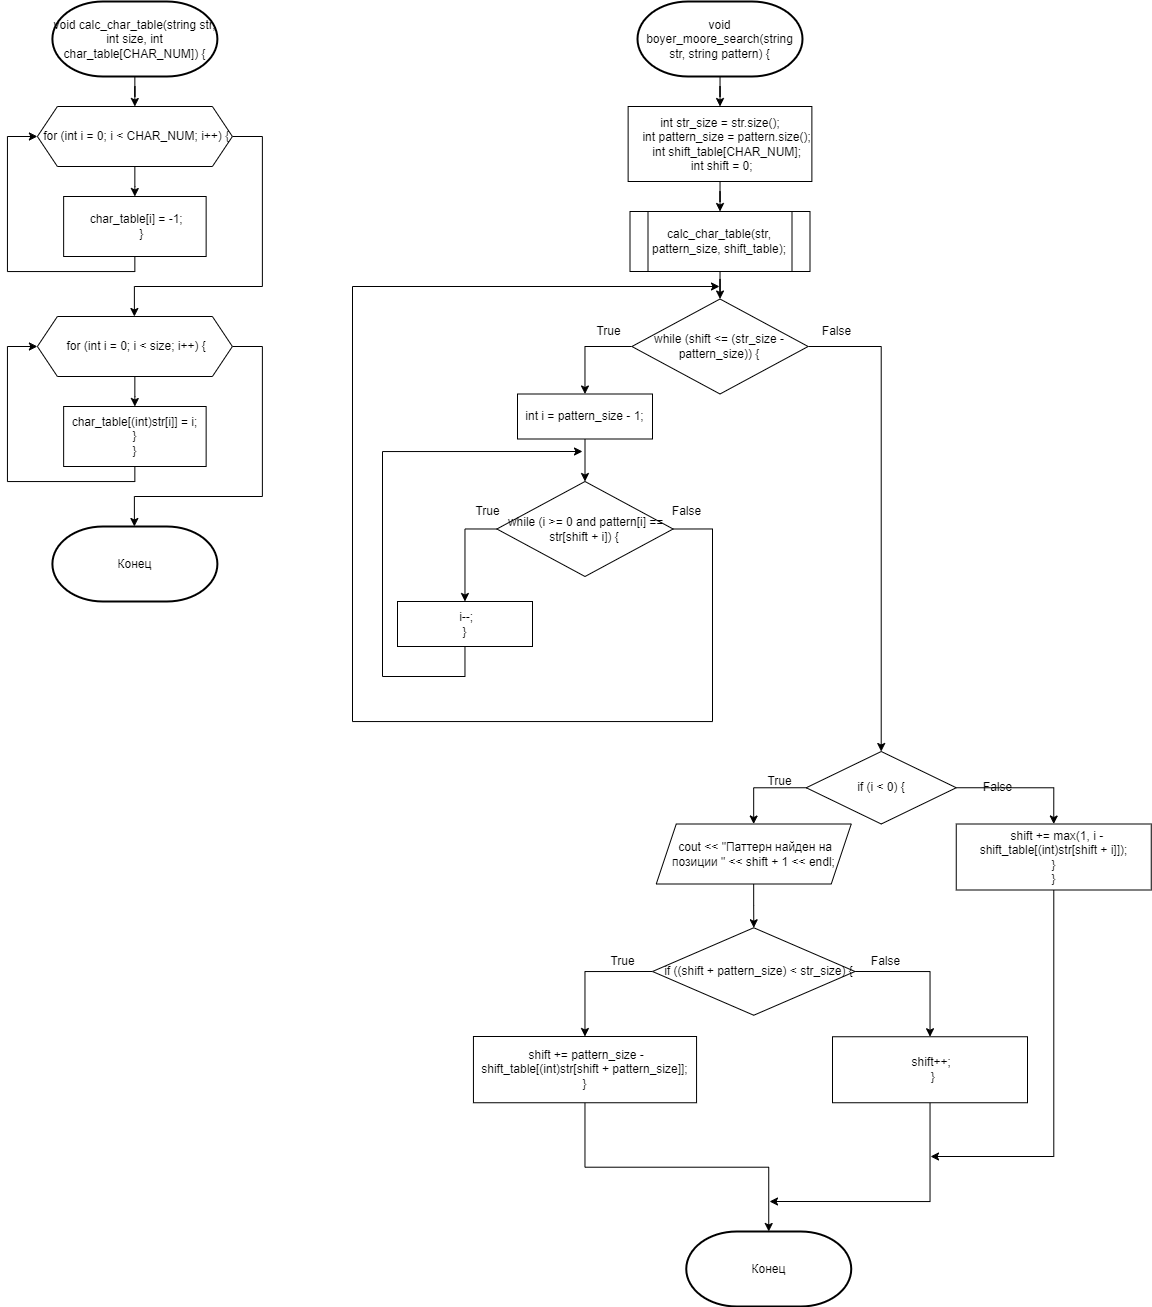 void calc_char_table(string str,
int size, int
char_table[CHAR_NUM]) {
for (int i = 0; i < CHAR_NUM; i++) {
char_table[i] = -1;
}
for (int i = 0; i < size; i++) {
char_table[(int)str[i]] = i;
}
}
Конец
void
boyer_moore_search(string
str, string pattern) {
int str_size = str.size();
int pattern_size = pattern.size();
int shift_table[CHAR_NUM];
int shift = 0;
calc_char_table(str,
pattern_size, shift_table);
True
False
while (shift <= (str_size -
pattern_size)) {
int i = pattern_size - 1;
True
False
while (i >= 0 and pattern[i] ==
str[shift + i]) {
i--;
}
True
False
if (i < 0) {
cout << "Паттерн найден на
позиции " << shift + 1 << endl;
shift += max(1, i -
shift_table[(int)str[shift + i]]);
}
}
True
False
if ((shift + pattern_size) < str_size) {
shift += pattern_size -
shift_table[(int)str[shift + pattern_size]];
}
shift++;
}
Конец